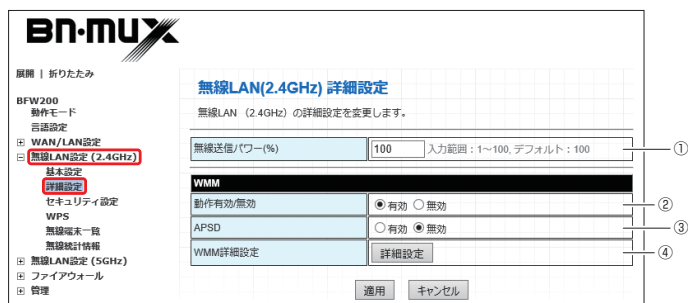 BN-MUX
展開 | 折りたたみ
BFW200
動作モード
言語設定
WAN/LAN設定
無線LAN設定 (2.4GHz)
基本設定
詳細設定
セキュリティ設定
WPS
無線端末一覧
無線統計情報
無線LAN設定 (5GHz)
ファイアウォール
管理
無線LAN(2.4GHz) 詳細設定
無線LAN （2.4GHz）の詳細設定を変更します。
無線送信パワー(%) 100 入力範囲：1～100, デフォルト：100 ①
WMM
動作有効/無効 有効 無効 ②
APSD 有効 無効 ③
WMM詳細設定 詳細設定 ④
適用 キャンセル